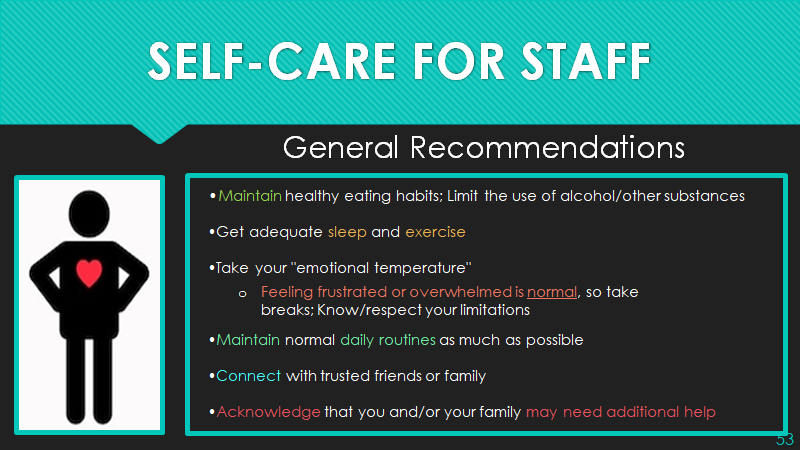 SELF-CARE FOR STAFF
General Recommendations
•Maintain healthy eating habits; Limit the use of alcohol/other substances
•Get adequate sleep and exercise
•Take your "emotional temperature"
o Feeling frustrated or overwhelmed is normal, so take
breaks; Know/respect your limitations
•Maintain normal daily routines as much as possible
•Connect with trusted friends or family
•Acknowledge that you and/or your family may need additional help
53